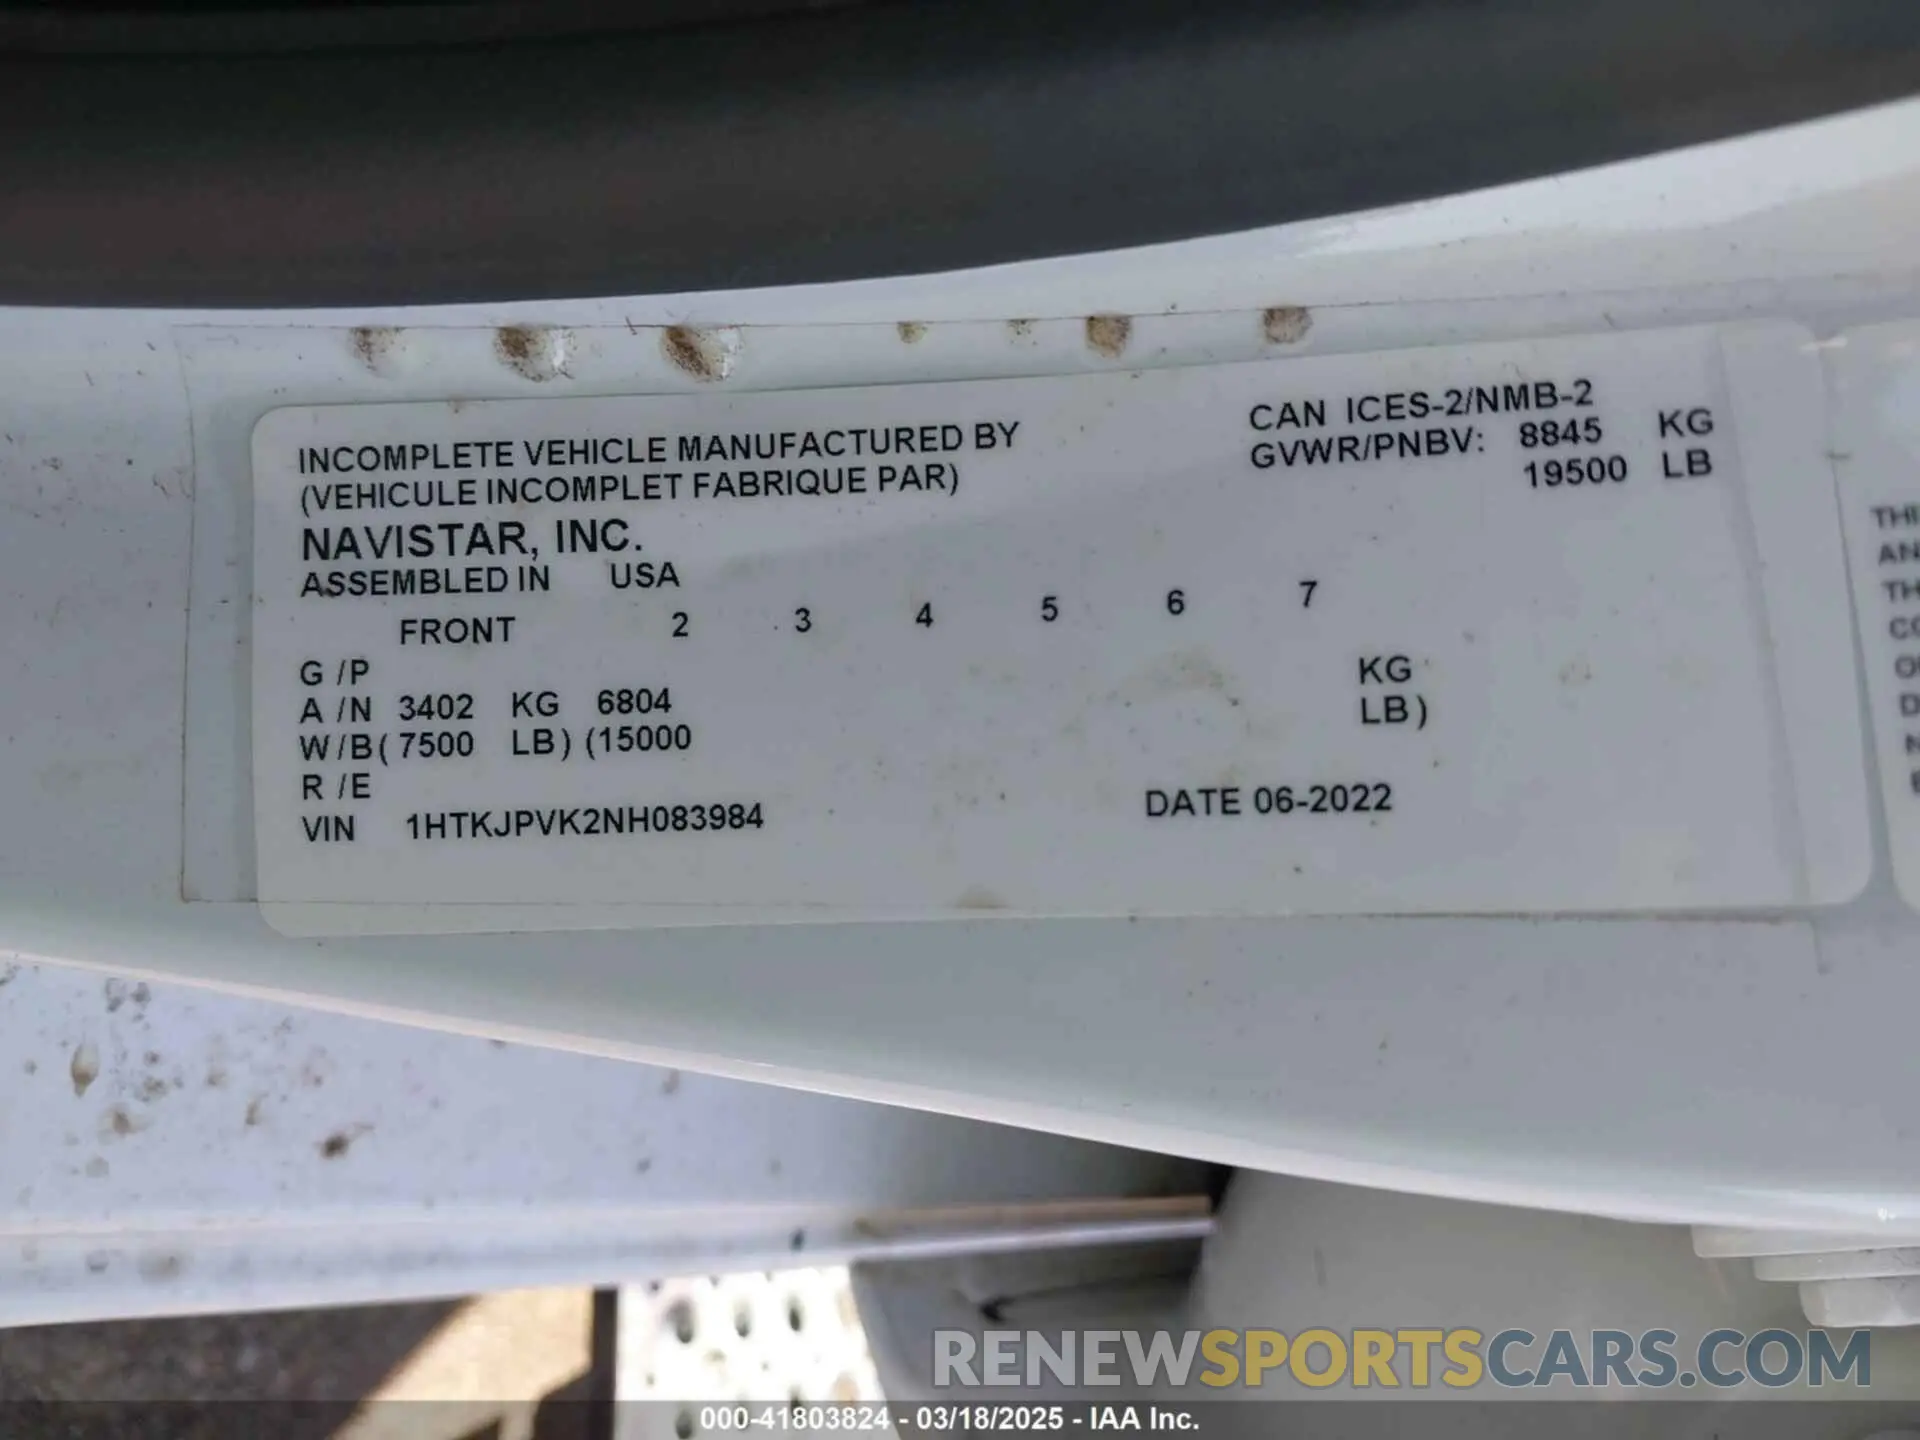 INCOMPLETE VEHICLE MANUFACTURED BY
(VEHICULE INCOMPLET FABRIQUE PAR)
NAVISTAR, INC.
ASSEMBLED IN USA
CAN ICES-2/NMB-2
GVWR/PNBV: 8845 KG
19500 LB
FRONT 2 3 4 5 6 7
G /P
A /N 3402 KG 6804 KG
W /B ( 7500 LB ) (15000 LB )
R /E
VIN 1HTKJPVK2NH083984
DATE 06-2022
RENEWSPORTSCARS.COM
000-41803824 - 03/18/2025 - IAA Inc.